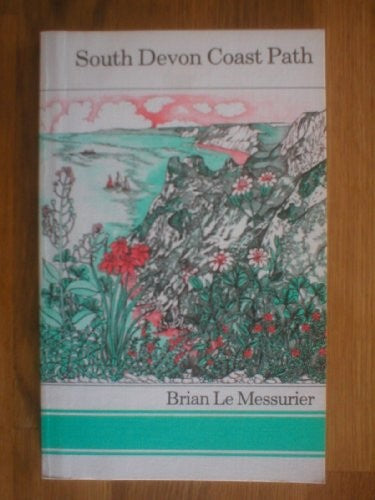 South Devon Coast Path
Brian Le Messurier